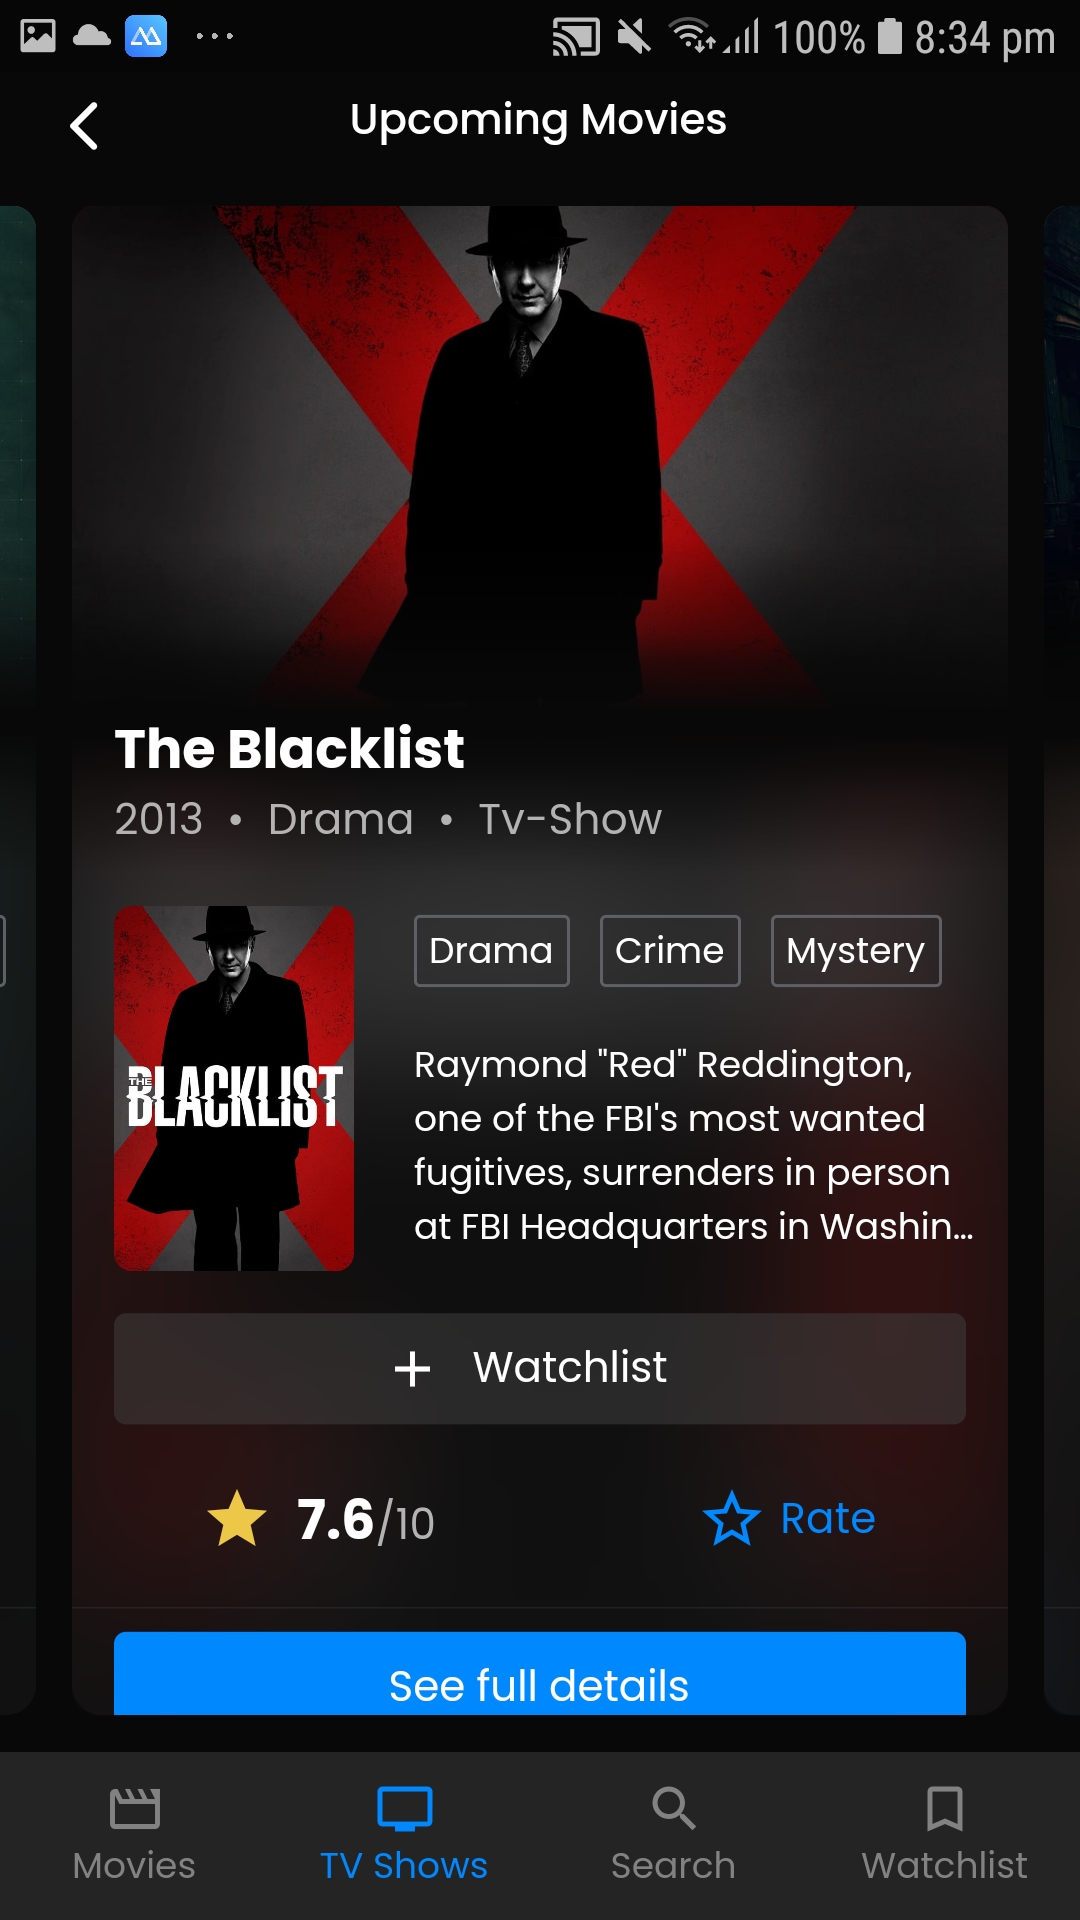 100% 8:34 pm
Upcoming Movies
The Blacklist
2013 • Drama • Tv-Show
Drama Crime Mystery
THE
BLACKLIST
Raymond "Red" Reddington,
one of the FBI's most wanted
fugitives, surrenders in person
at FBI Headquarters in Washin...
+ Watchlist
7.6/10 Rate
See full details
Movies TV Shows Search Watchlist